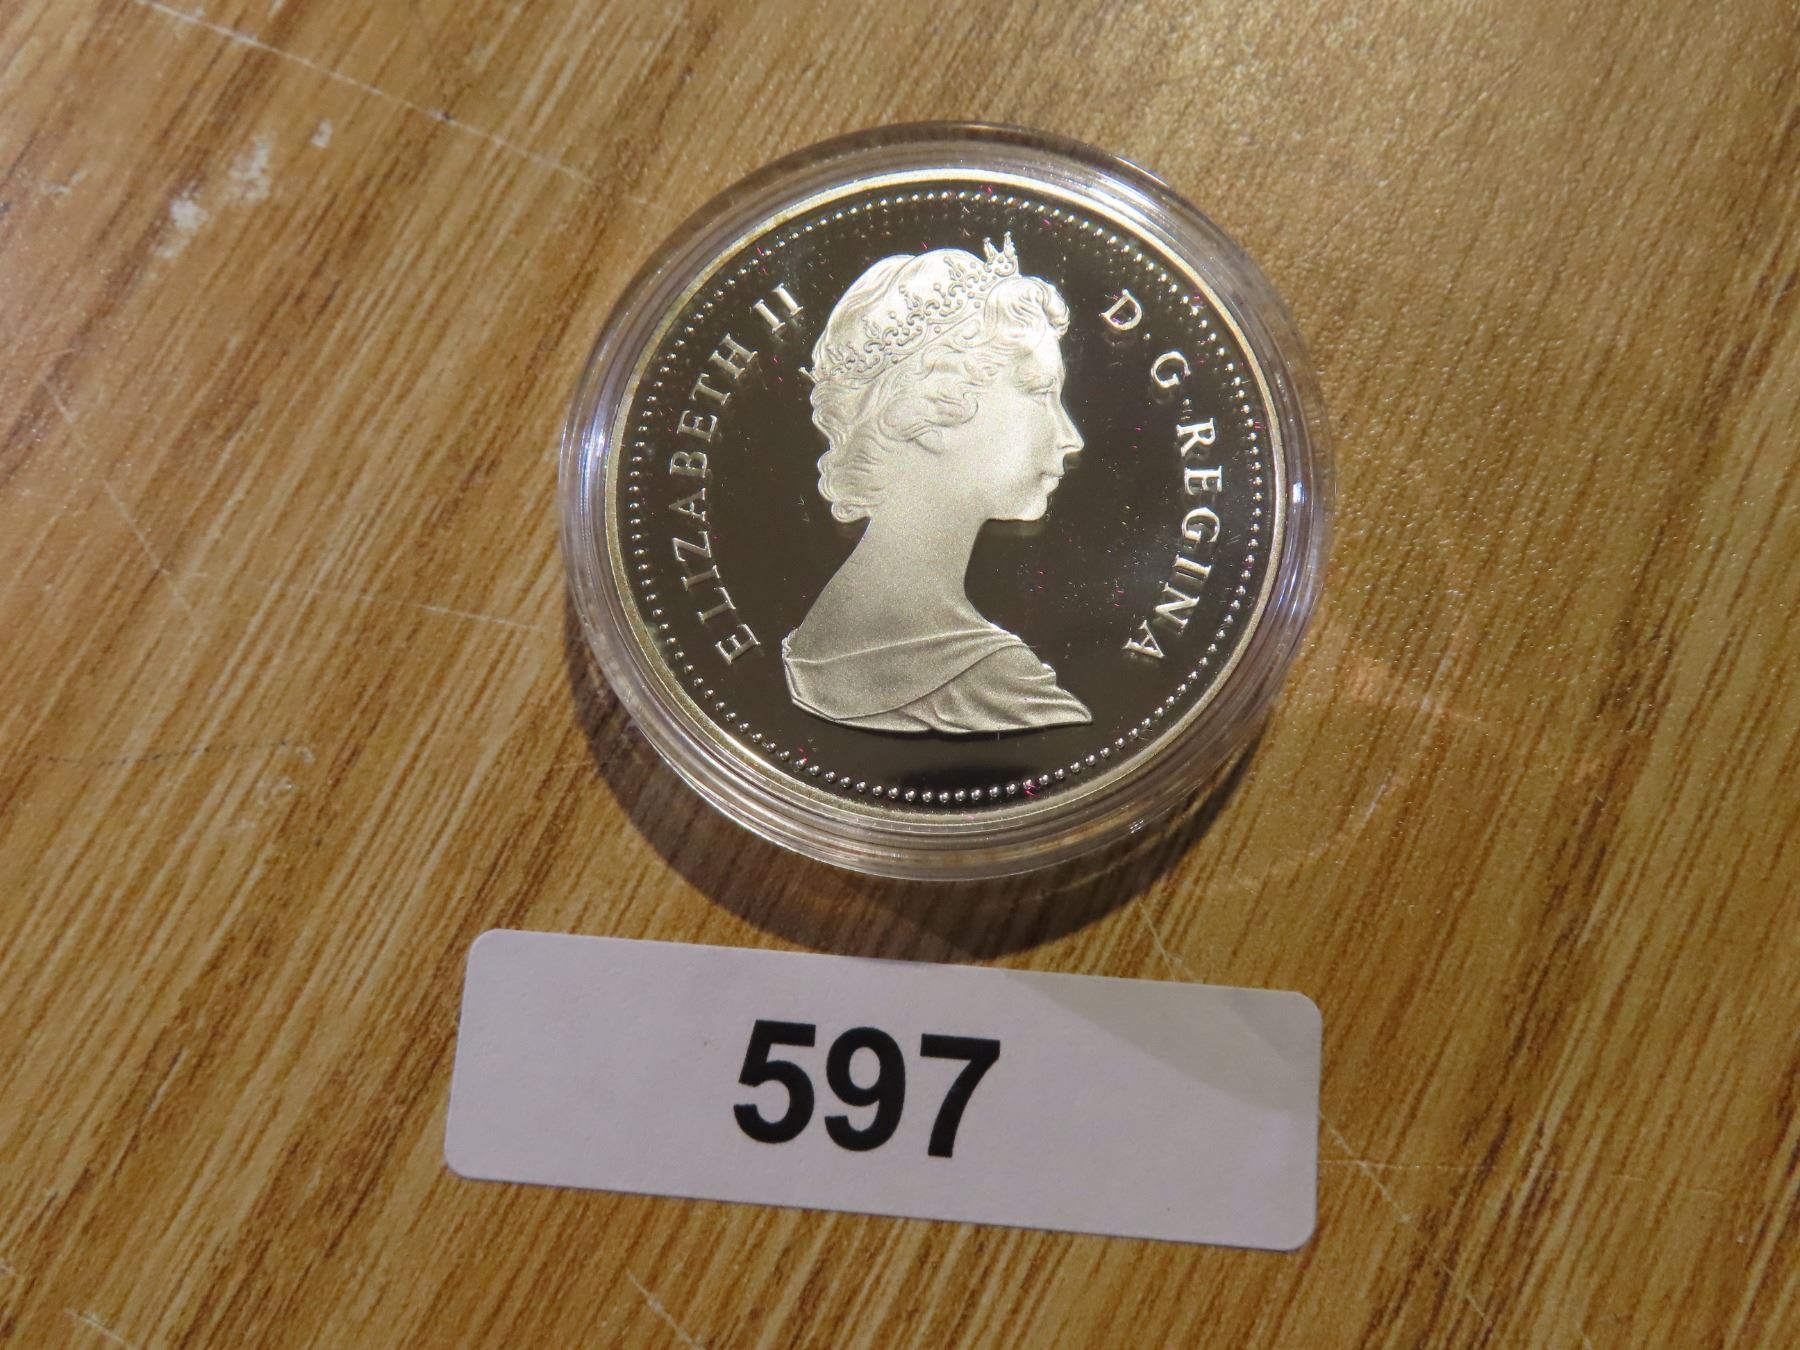 ELIZABETH II D·G·REGINA
597